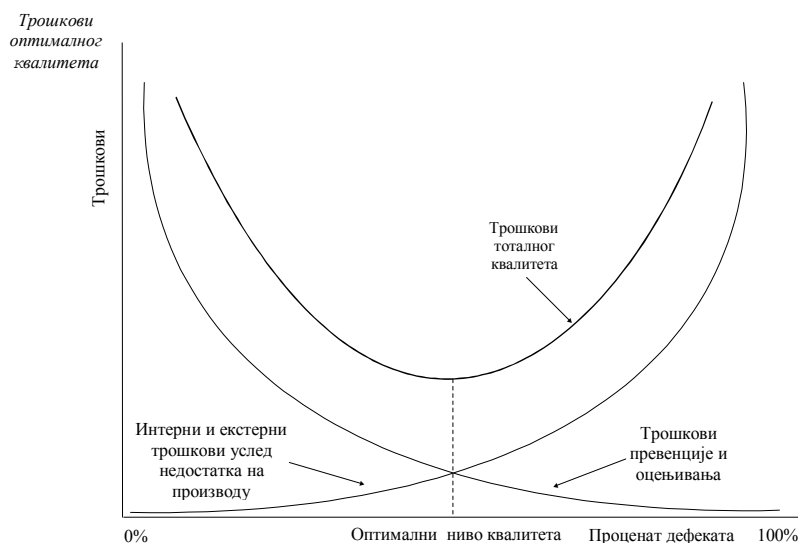 Трошкови
оптималног
квалитета
Трошкови
Трошкови
тоталног
квалитета
Интерни и екстерни
трошкови услед
недостатка на
производу
Трошкови
превенције и
оцењивања
0%
Оптимални ниво квалитета
Проценат дефеката
100%